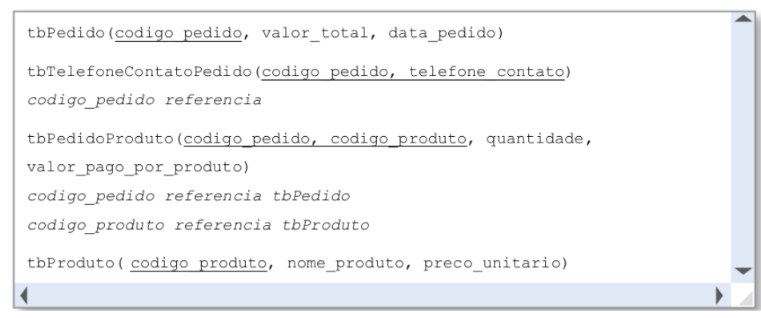 tbPedido(codigo_pedido, valor_total, data_pedido)
tbTelefoneContatoPedido(codigo_pedido, telefone_contato)
codigo_pedido referencia
tbPedidoProduto(codigo_pedido, codigo_produto, quantidade,
valor_pago_por_produto)
codigo_pedido referencia tbPedido
codigo_produto referencia tbProduto
tbProduto( codigo_produto, nome_produto, preco_unitario)